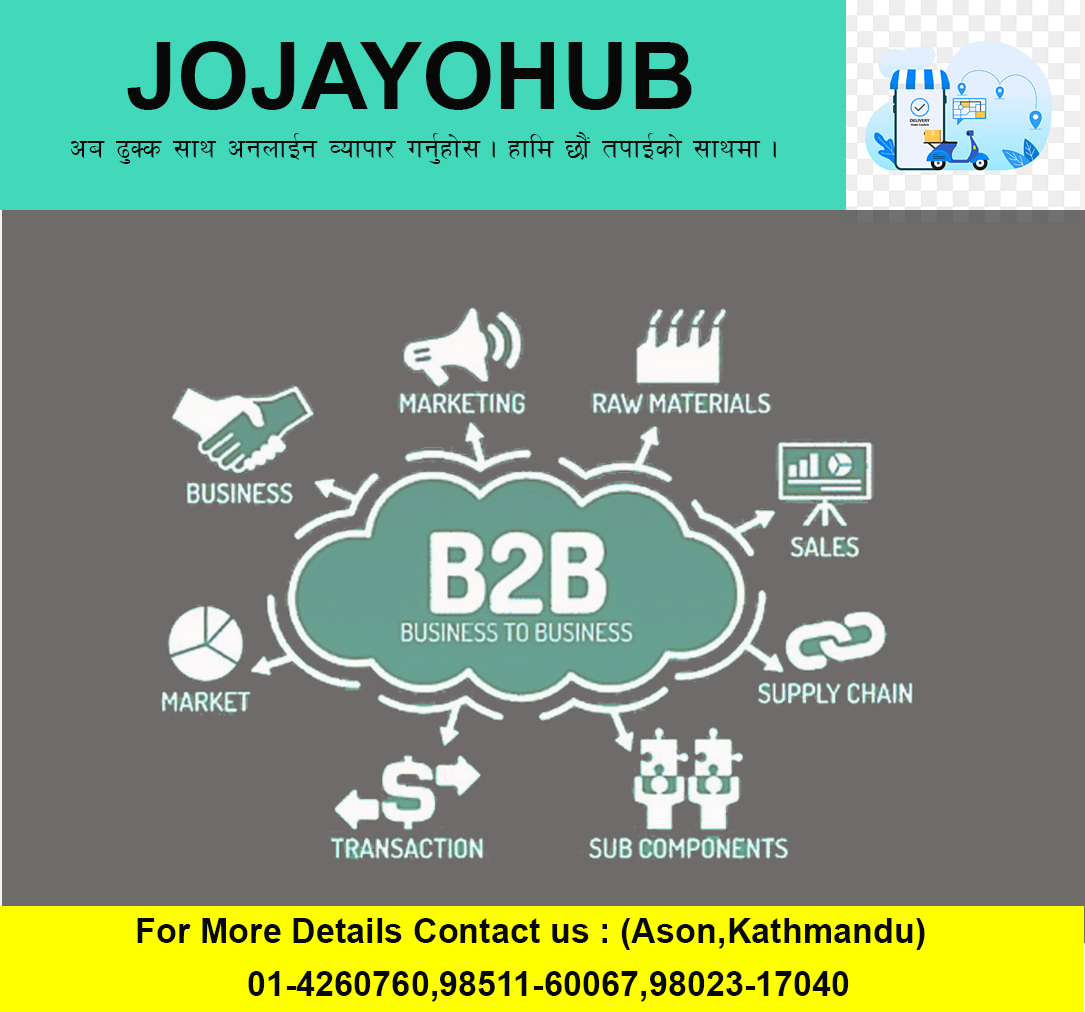 JOJAYOHUB
अब ढुक्क साथ अनलाईन व्यापार गर्नुहोस । हामि छौं तपाईको साथमा ।
DELIVERY
MARKETING
RAW MATERIALS
BUSINESS
SALES
B2B
BUSINESS TO BUSINESS
MARKET
SUPPLY CHAIN
TRANSACTION
SUB COMPONENTS
For More Details Contact us : (Ason,Kathmandu)
01-4260760,98511-60067,98023-17040